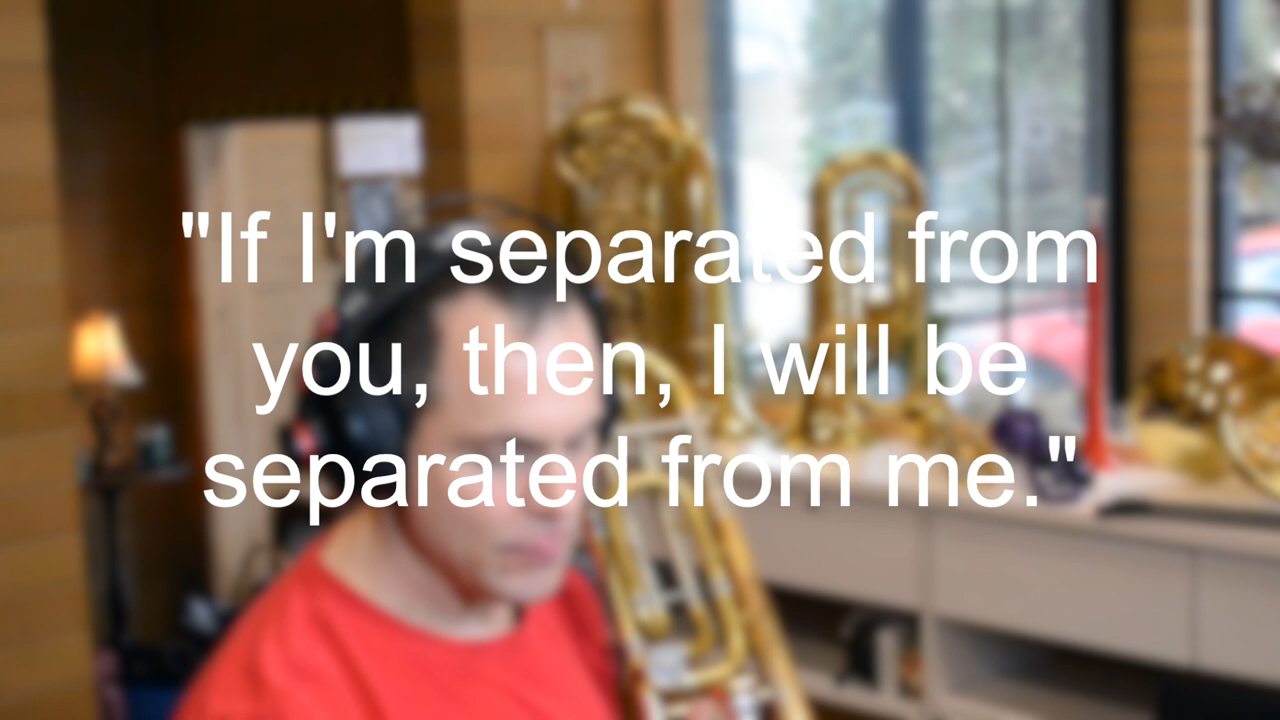 "If I'm separated from
you, then, I will be
separated from me."